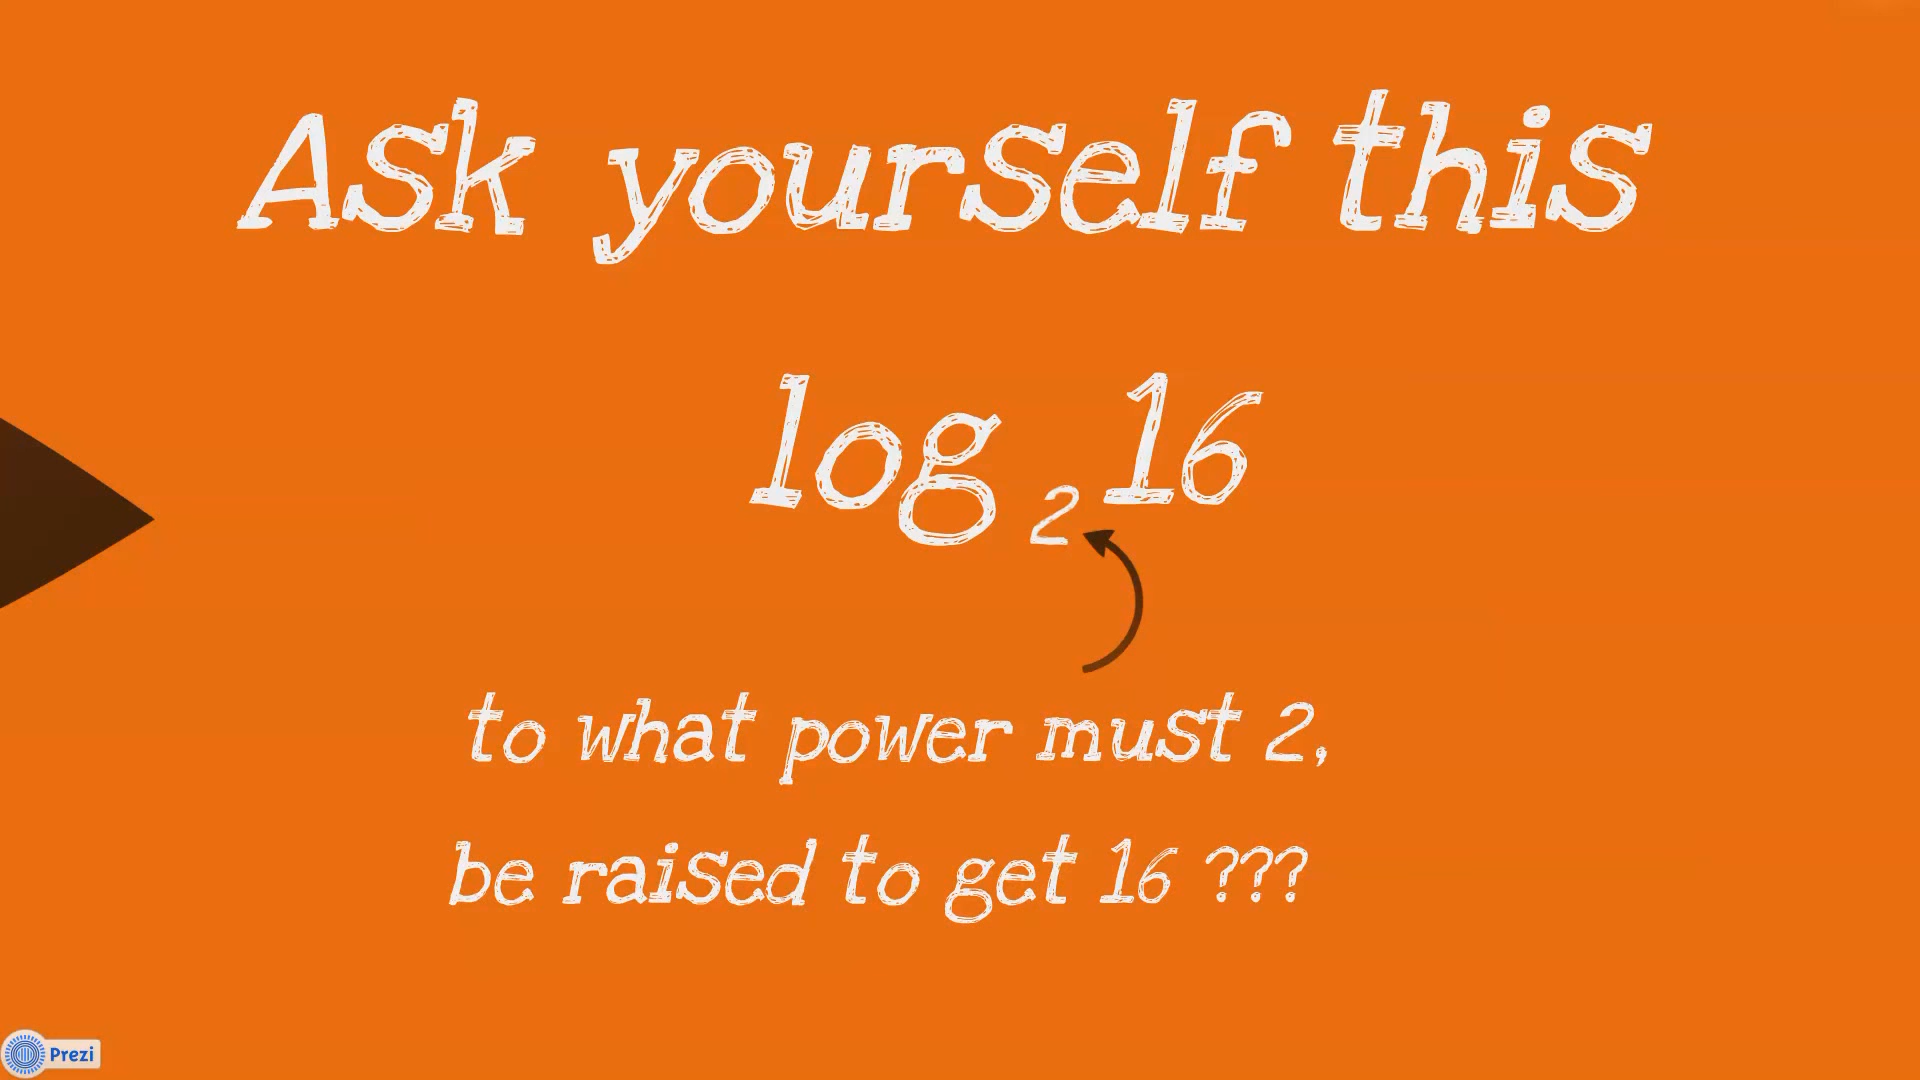 Ask yourself this
log 2 16
to what power must 2,
be raised to get 16 ???
Prezi